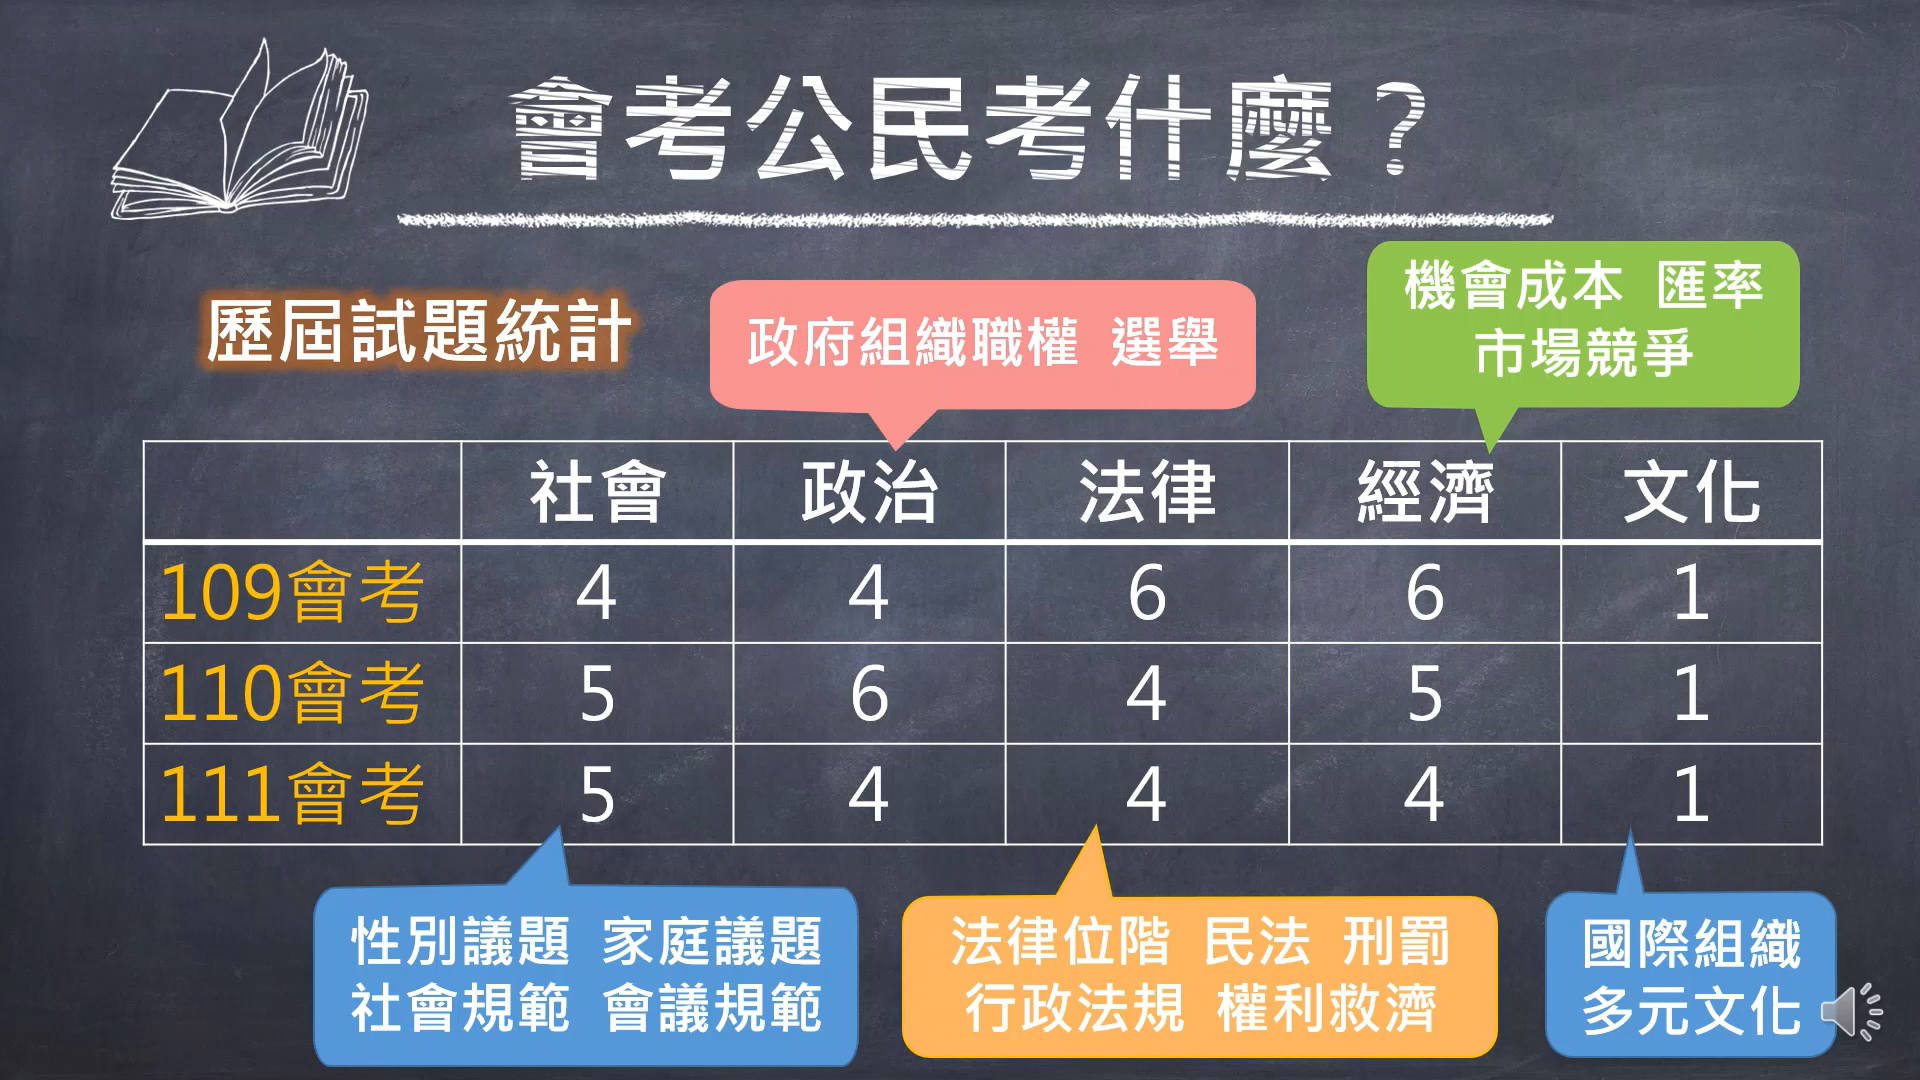 會考公民考什麼？
歷屆試題統計
政府組織職權 選舉
機會成本 匯率
市場競爭
社會 政治 法律 經濟 文化
109會考 4 4 6 6 1
110會考 5 6 4 5 1
111會考 5 4 4 4 1
性別議題 家庭議題
社會規範 會議規範
法律位階 民法 刑罰
行政法規 權利救濟
國際組織
多元文化